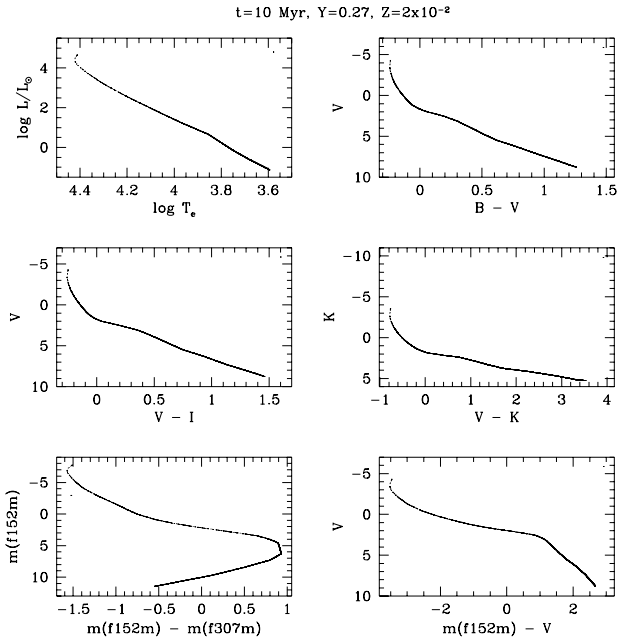 t=10 Myr, Y=0.27, Z=2x10⁻²
log L/L⊙
4
2
0
4.4 4.2 4 3.8 3.6
log Tₑ
V
0
5
10
0 0.5 1 1.5
B - V
V
-5
0
5
10
0 0.5 1 1.5
V - I
K
-10
-5
0
5
-1 0 1 2 3 4
V - K
m(f152m)
-5
0
5
10
-1.5 -1 -0.5 0 0.5 1
m(f152m) - m(f307m)
V
-5
0
5
10
-2 0 2
m(f152m) - V